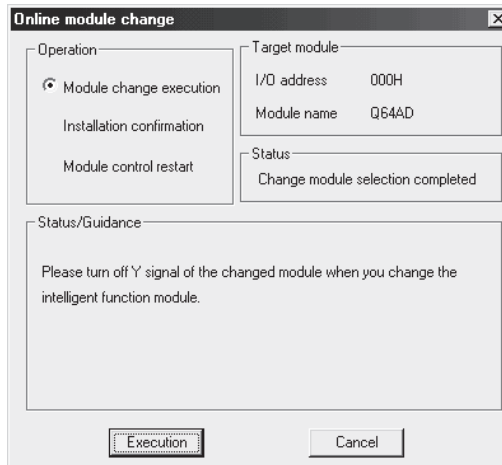 Online module change
Operation
Module change execution
Installation confirmation
Module control restart
Target module
I/O address 000H
Module name Q64AD
Status
Change module selection completed
Status/Guidance
Please turn off Y signal of the changed module when you change the
intelligent function module.
Execution Cancel